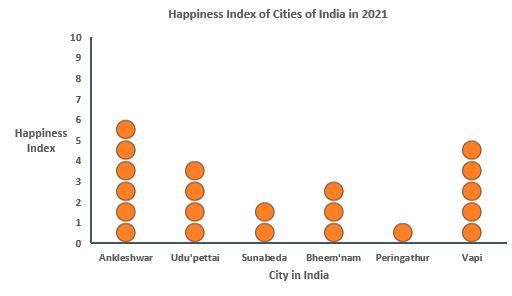 Happiness Index of Cities of India in 2021
10
9
8
7
6
5
4
3
2
1
0
Happiness
Index
Ankleshwar Udu'pettai Sunabeda Bheem'nam Peringathur Vapi
City in India